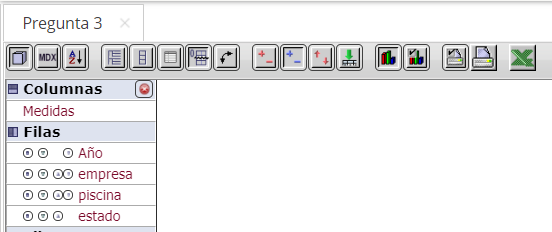 Pregunta 3
MDX
Columnas
Medidas
Filas
Año
empresa
piscina
estado